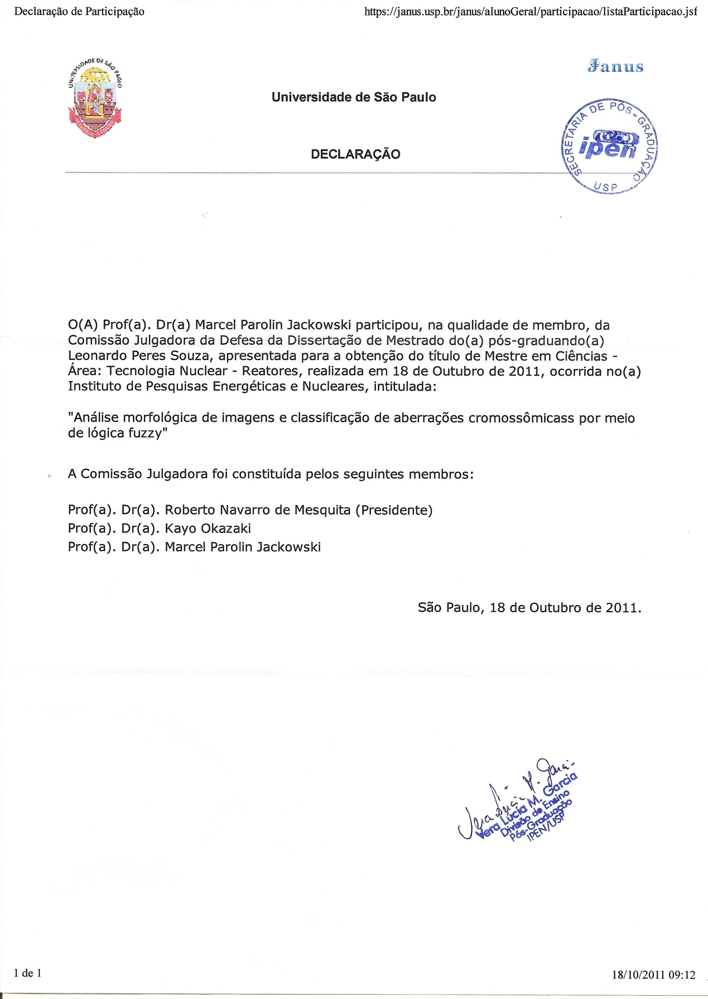 Declaração de Participação
https://janus.usp.br/janus/alunoGeral/participacao/listaParticipacao.jsf
UNIVERSIDADE DE SÃO PAULO
Janus
Universidade de São Paulo
SECRETARIA DE PÓS-GRADUAÇÃO
ipen
USP
DECLARAÇÃO
O(A) Prof(a). Dr(a) Marcel Parolin Jackowski participou, na qualidade de membro, da
Comissão Julgadora da Defesa da Dissertação de Mestrado do(a) pós-graduando(a)
Leonardo Peres Souza, apresentada para a obtenção do título de Mestre em Ciências -
Área: Tecnologia Nuclear - Reatores, realizada em 18 de Outubro de 2011, ocorrida no(a)
Instituto de Pesquisas Energéticas e Nucleares, intitulada:
"Análise morfológica de imagens e classificação de aberrações cromossômicass por meio
de lógica fuzzy"
A Comissão Julgadora foi constituída pelos seguintes membros:
Prof(a). Dr(a). Roberto Navarro de Mesquita (Presidente)
Prof(a). Dr(a). Kayo Okazaki
Prof(a). Dr(a). Marcel Parolin Jackowski
São Paulo, 18 de Outubro de 2011.
Vera Lúcia M. Garcia
Vera Lúcia M. Garcia
Divisão de Ensino
Pós-Graduação
IPEN/USP
1 de 1
18/10/2011 09:12